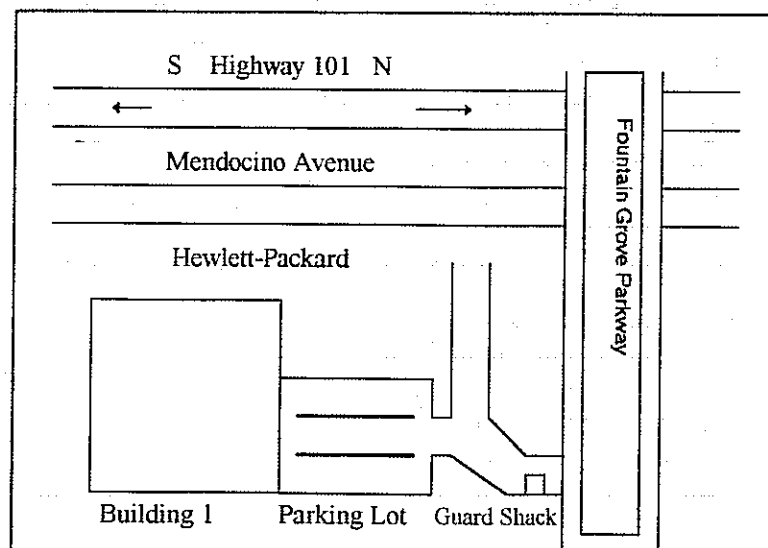 S Highway 101 N
Mendocino Avenue
Fountain Grove Parkway
Hewlett-Packard
Building 1
Parking Lot
Guard Shack